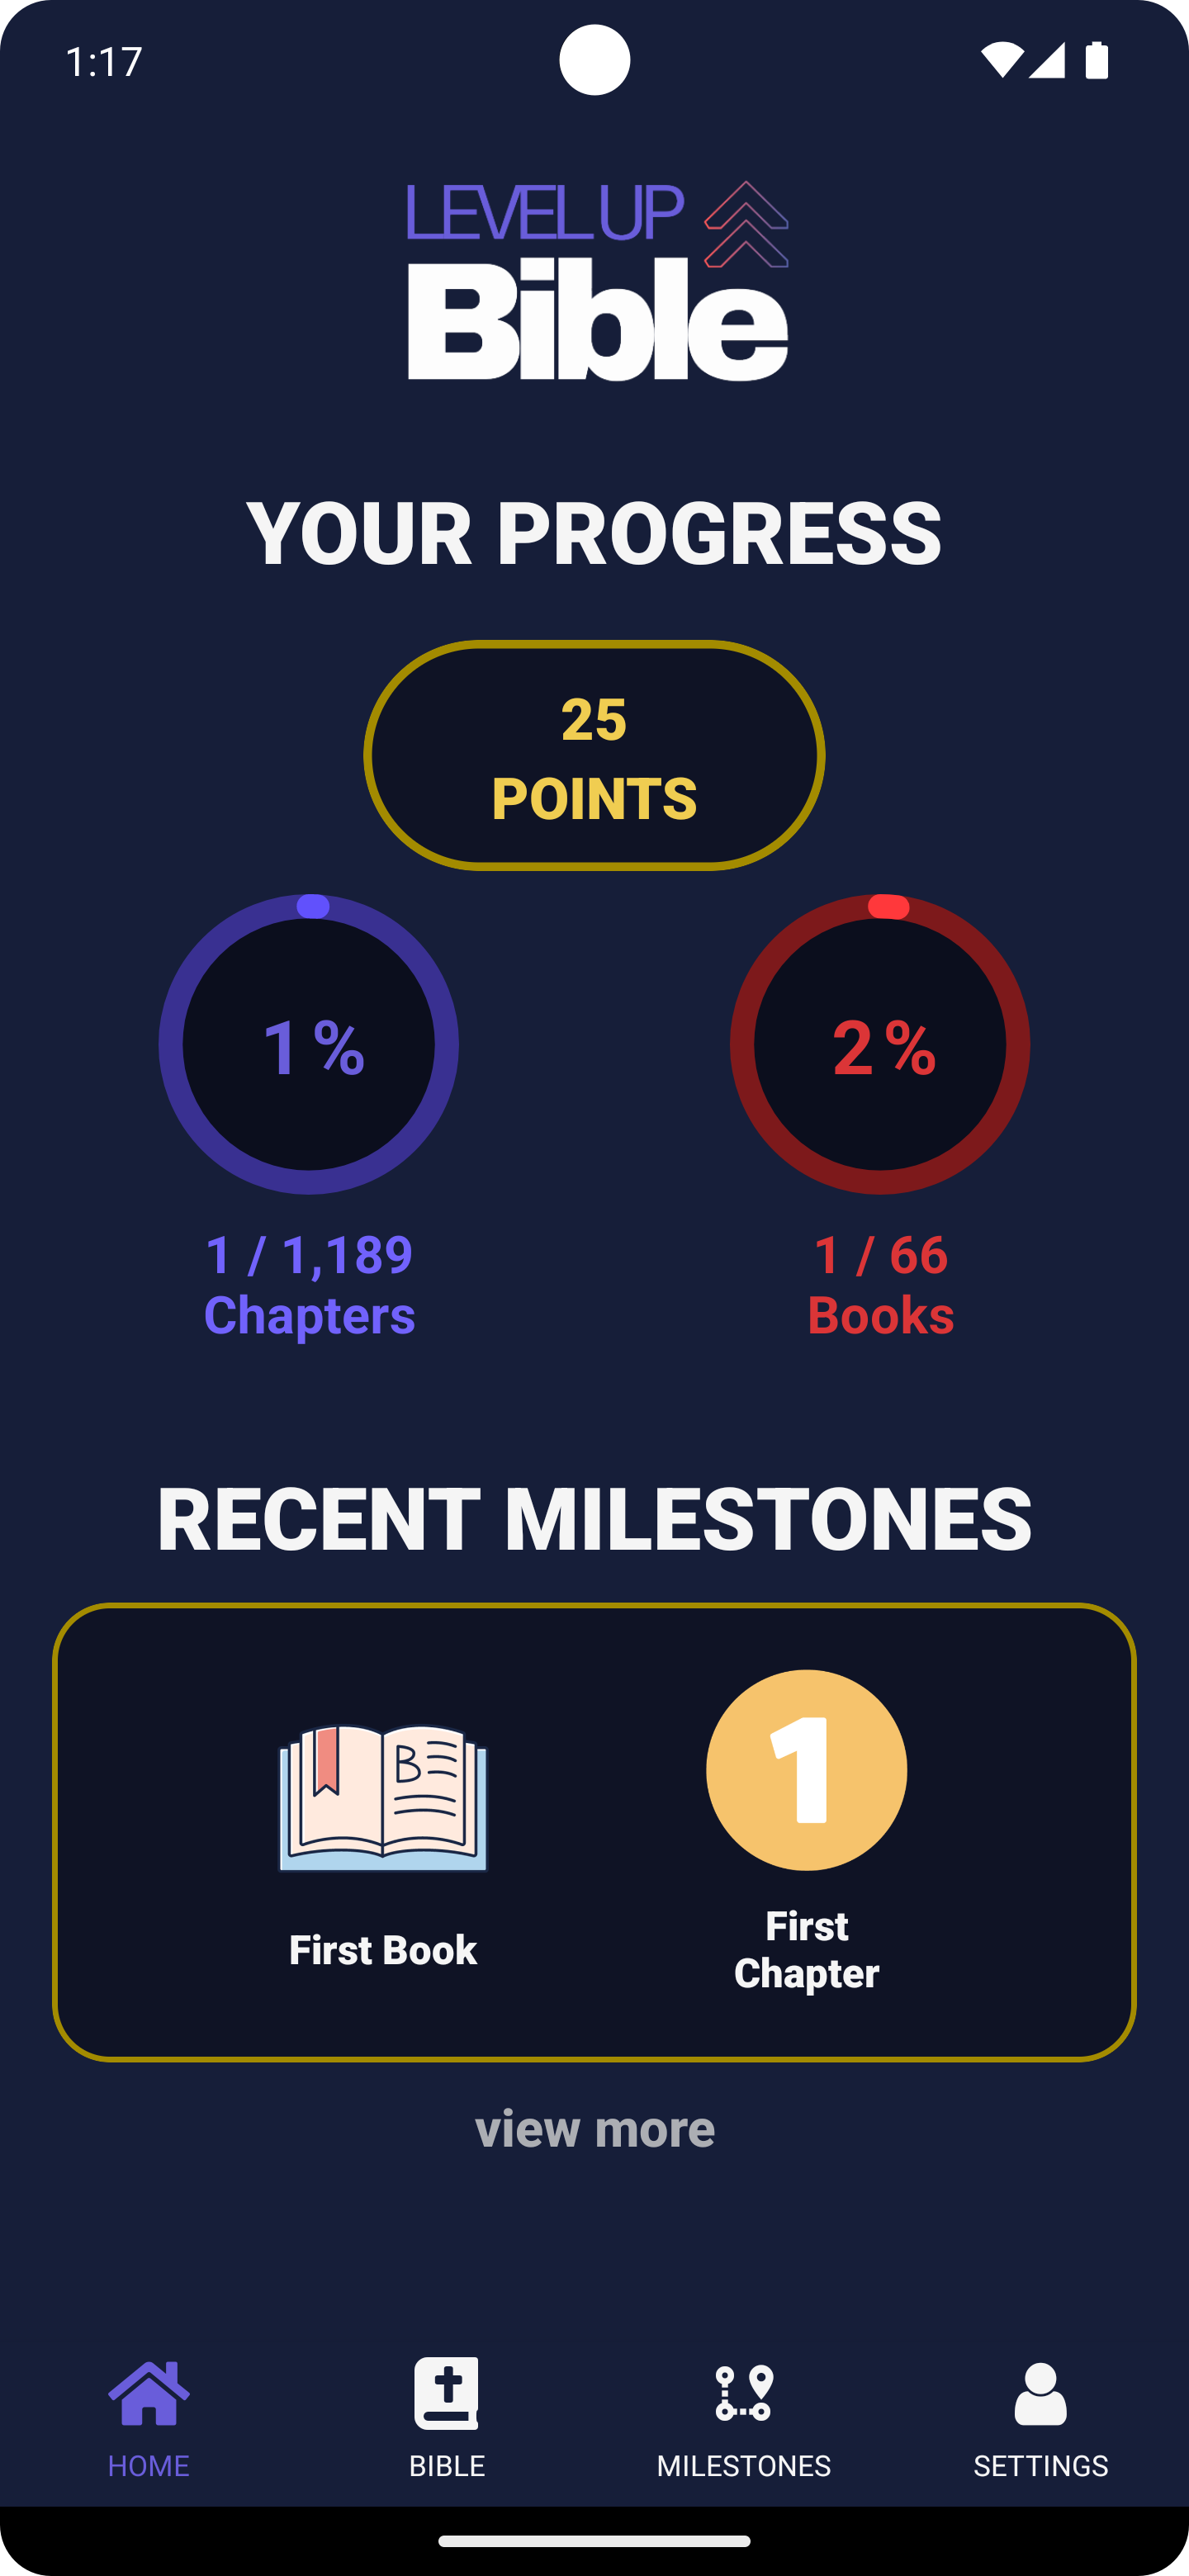 1:17
LEVEL UP
Bible
YOUR PROGRESS
25
POINTS
1 %
2 %
1 / 1,189
Chapters
1 / 66
Books
RECENT MILESTONES
B
1
First Book
First
Chapter
view more
HOME
BIBLE
MILESTONES
SETTINGS